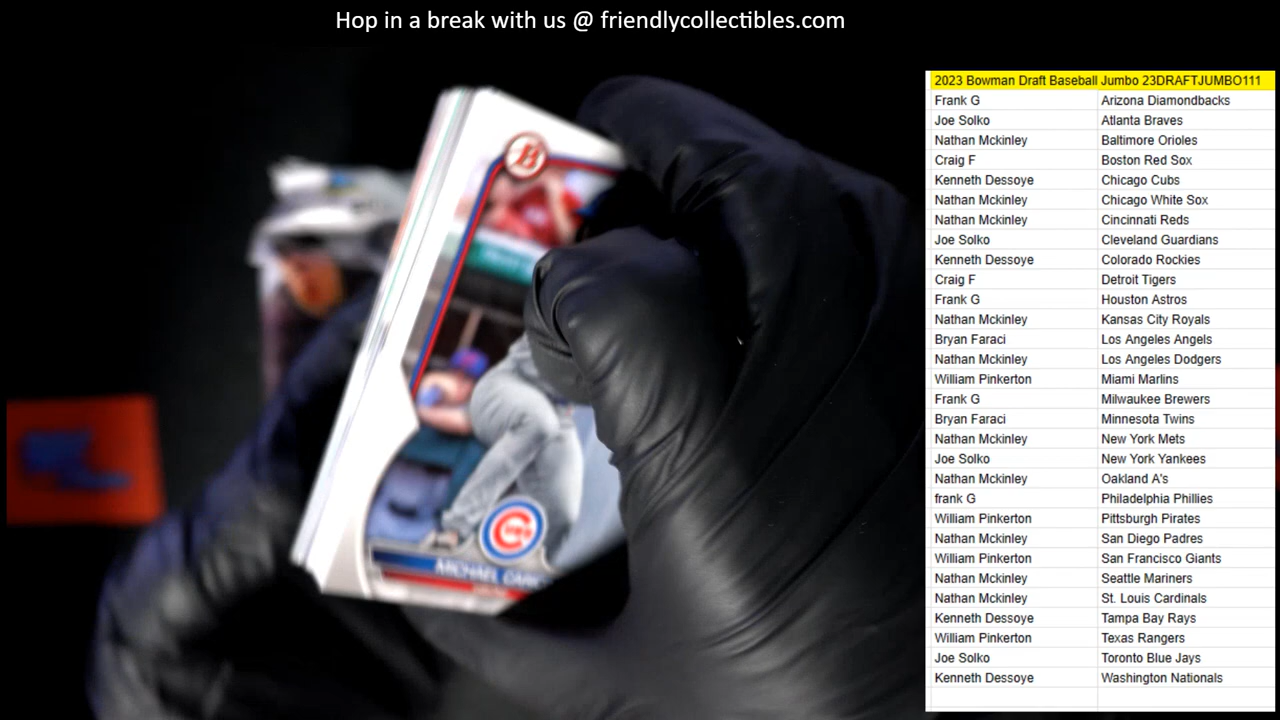 Hop in a break with us @ friendlycollectibles.com
2023 Bowman Draft Baseball Jumbo 23DRAFTJUMBO111
Frank G Arizona Diamondbacks
Joe Solko Atlanta Braves
Nathan Mckinley Baltimore Orioles
Craig F Boston Red Sox
Kenneth Dessoye Chicago Cubs
Nathan Mckinley Chicago White Sox
Nathan Mckinley Cincinnati Reds
Joe Solko Cleveland Guardians
Kenneth Dessoye Colorado Rockies
Craig F Detroit Tigers
Frank G Houston Astros
Nathan Mckinley Kansas City Royals
Bryan Faraci Los Angeles Angels
Nathan Mckinley Los Angeles Dodgers
William Pinkerton Miami Marlins
Frank G Milwaukee Brewers
Bryan Faraci Minnesota Twins
Nathan Mckinley New York Mets
Joe Solko New York Yankees
Nathan Mckinley Oakland A's
frank G Philadelphia Phillies
William Pinkerton Pittsburgh Pirates
Nathan Mckinley San Diego Padres
William Pinkerton San Francisco Giants
Nathan Mckinley Seattle Mariners
Nathan Mckinley St. Louis Cardinals
Kenneth Dessoye Tampa Bay Rays
William Pinkerton Texas Rangers
Joe Solko Toronto Blue Jays
Kenneth Dessoye Washington Nationals
B
CUBS
MICHAEL